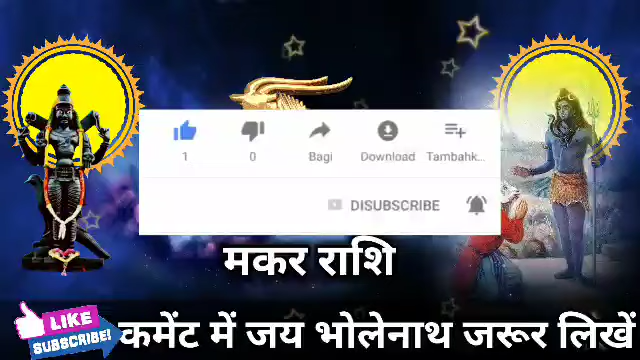 1 0 Bagi Download Tambahk...
DISUBSCRIBE
मकर राशि
LIKE
SUBSCRIBE!
कमेंट में जय भोलेनाथ जरूर लिखें